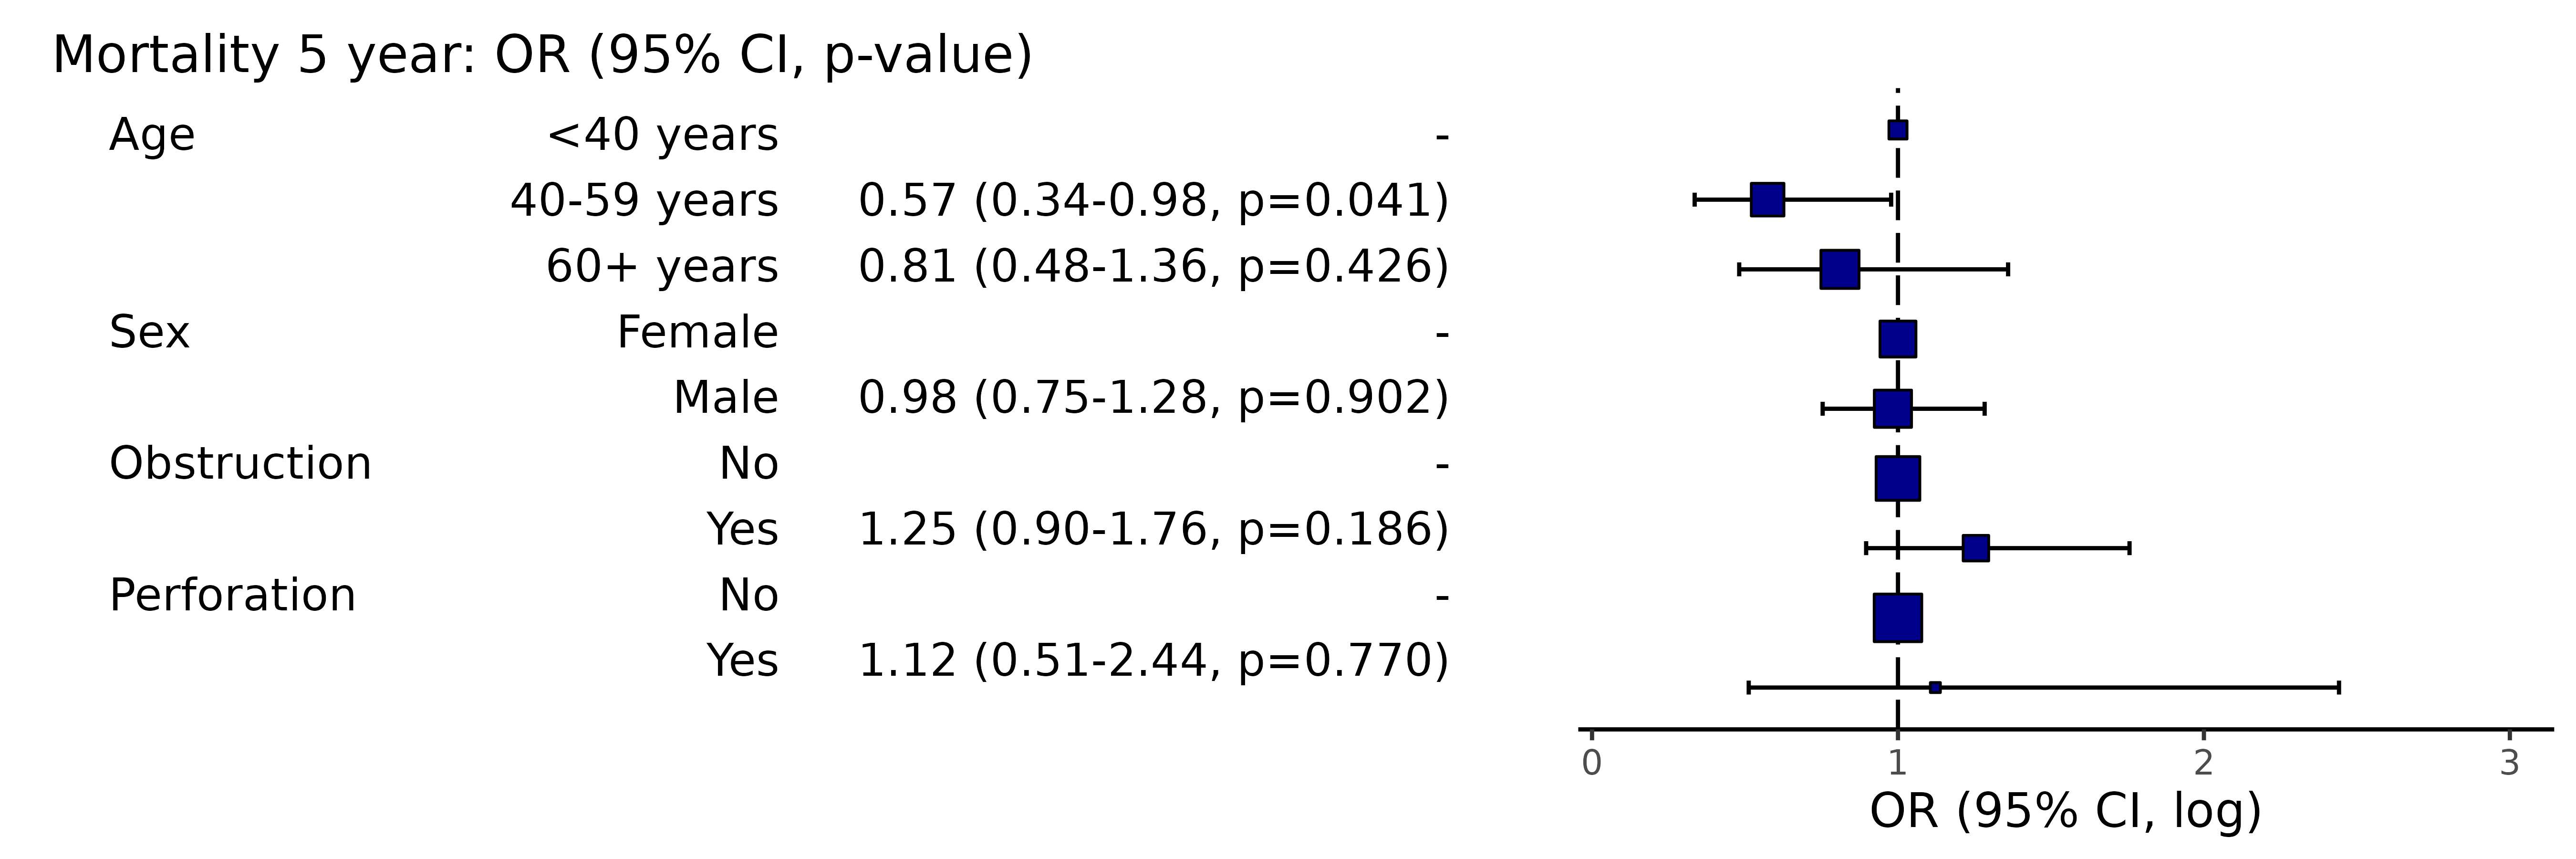 Mortality 5 year: OR (95% CI, p-value)
Age <40 years -
40-59 years 0.57 (0.34-0.98, p=0.041)
60+ years 0.81 (0.48-1.36, p=0.426)
Sex Female -
Male 0.98 (0.75-1.28, p=0.902)
Obstruction No -
Yes 1.25 (0.90-1.76, p=0.186)
Perforation No -
Yes 1.12 (0.51-2.44, p=0.770)
0 1 2 3
OR (95% CI, log)